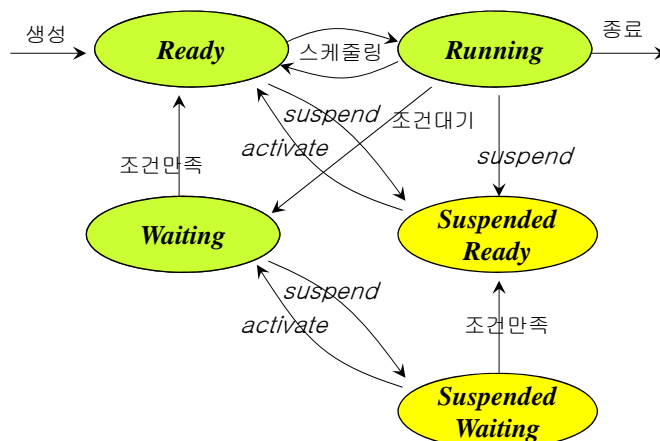 생성
Ready
스케줄링
Running
종료
suspend
조건대기
activate
suspend
조건만족
Waiting
Suspended
Ready
suspend
activate
조건만족
Suspended
Waiting